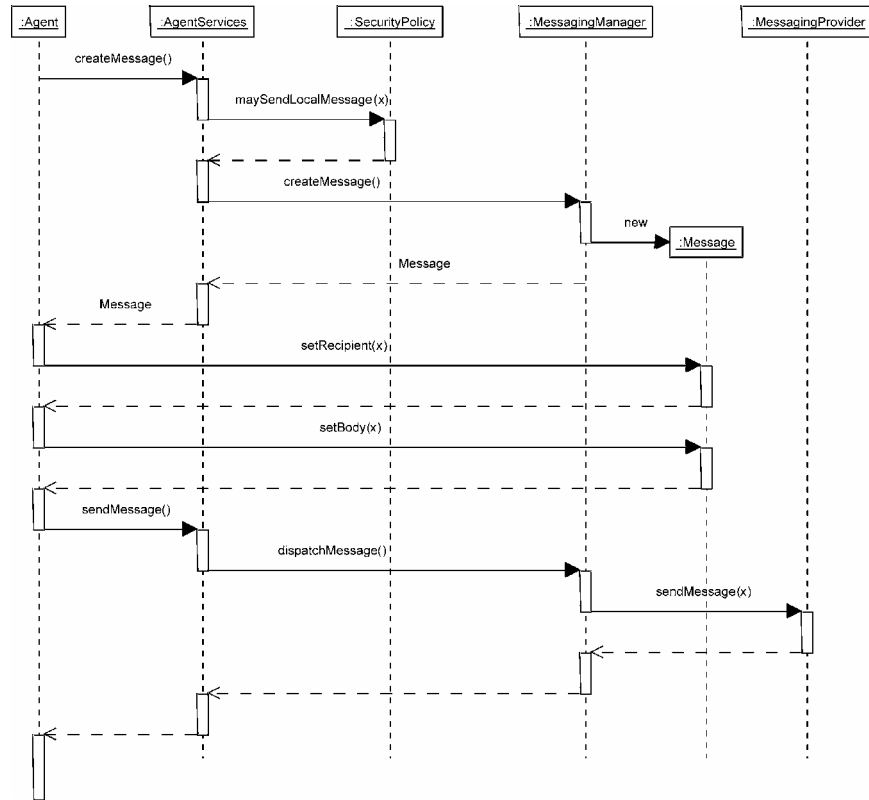 :Agent
:AgentServices
:SecurityPolicy
:MessagingManager
:MessagingProvider
createMessage()
maySendLocalMessage(x)
createMessage()
new
:Message
Message
Message
setRecipient(x)
setBody(x)
sendMessage()
dispatchMessage()
sendMessage(x)